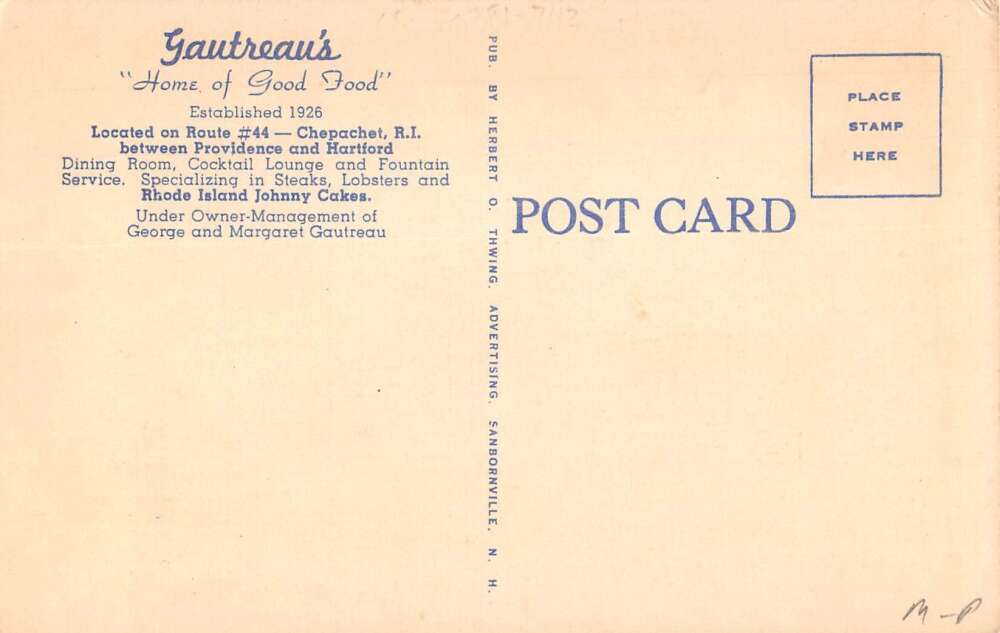 Gautreau's
"Home of Good Food"
Established 1926
Located on Route #44 — Chepachet, R.I.
between Providence and Hartford
Dining Room, Cocktail Lounge and Fountain
Service. Specializing in Steaks, Lobsters and
Rhode Island Johnny Cakes.
Under Owner-Management of
George and Margaret Gautreau
PUB. BY HERBERT O. THWING, ADVERTISING, SANBORNVILLE, N. H.
POST CARD
PLACE
STAMP
HERE
M-P